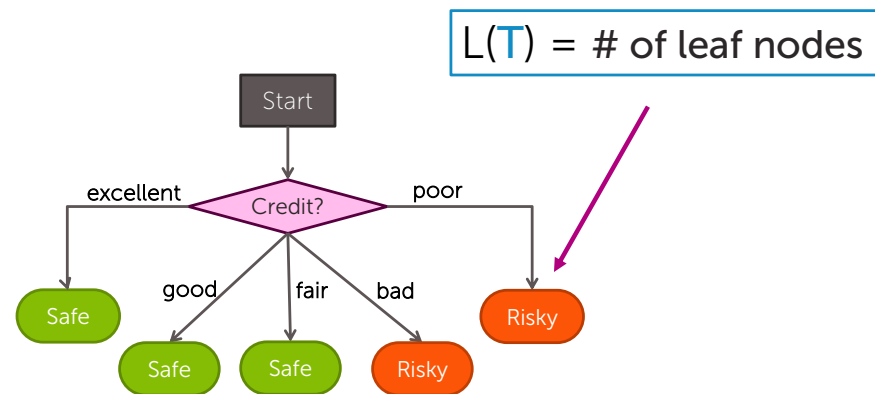 L(T) = # of leaf nodes
Start
excellent
Credit?
poor
good
fair
bad
Safe
Risky
Safe
Safe
Risky